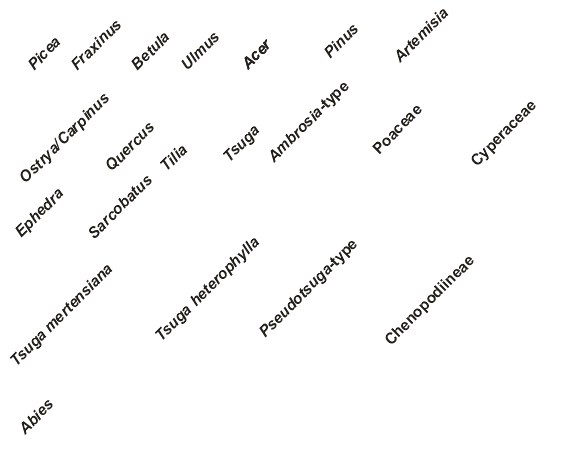 Picea
Fraxinus
Betula
Ulmus
Acer
Pinus
Artemisia
Ostrya/Carpinus
Quercus
Tilia
Tsuga
Ambrosia-type
Poaceae
Cyperaceae
Ephedra
Sarcobatus
Tsuga mertensiana
Tsuga heterophylla
Pseudotsuga-type
Chenopodiineae
Abies